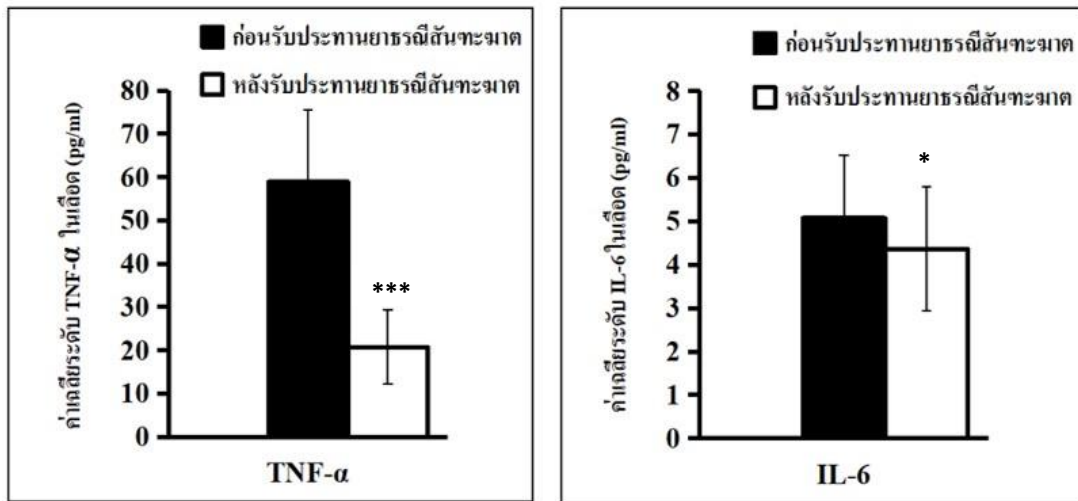 ก่อนรับประทานยาธรณีสันฑะฆาต
หลังรับประทานยาธรณีสันฑะฆาต
ค่าเฉลี่ยระดับ TNF-α ในเลือด (pg/ml)
80
70
60
50
40
30
20
10
0
***
TNF-α
ก่อนรับประทานยาธรณีสันฑะฆาต
หลังรับประทานยาธรณีสันฑะฆาต
ค่าเฉลี่ยระดับ IL-6 ในเลือด (pg/ml)
8
7
6
5
4
3
2
1
0
*
IL-6